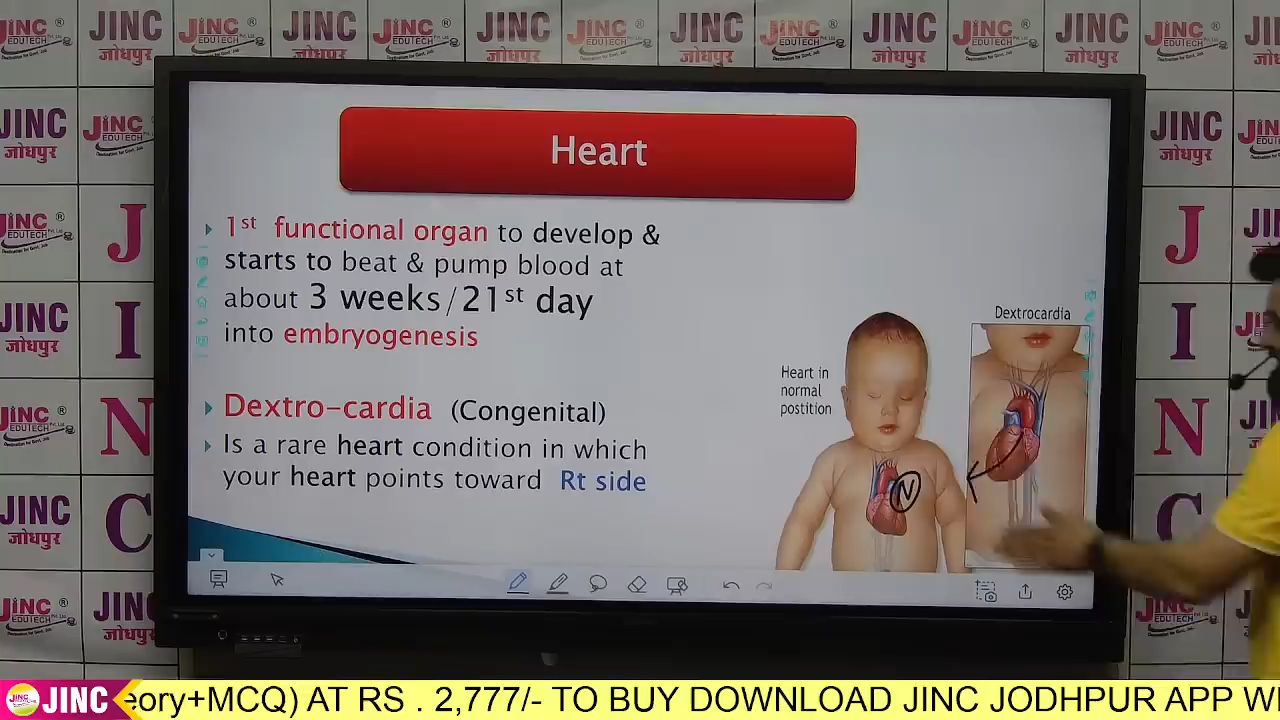 Heart
1st functional organ to develop &
starts to beat & pump blood at
about 3 weeks/21st day
into embryogenesis
Dextro-cardia (Congenital)
Is a rare heart condition in which
your heart points toward Rt side
Dextrocardia
Heart in
normal
postition
N
JINC
जोधपुर
JINC
EDUTECH
J
I
N
C
JINC
eory+MCQ) AT RS . 2,777/- TO BUY DOWNLOAD JINC JODHPUR APP